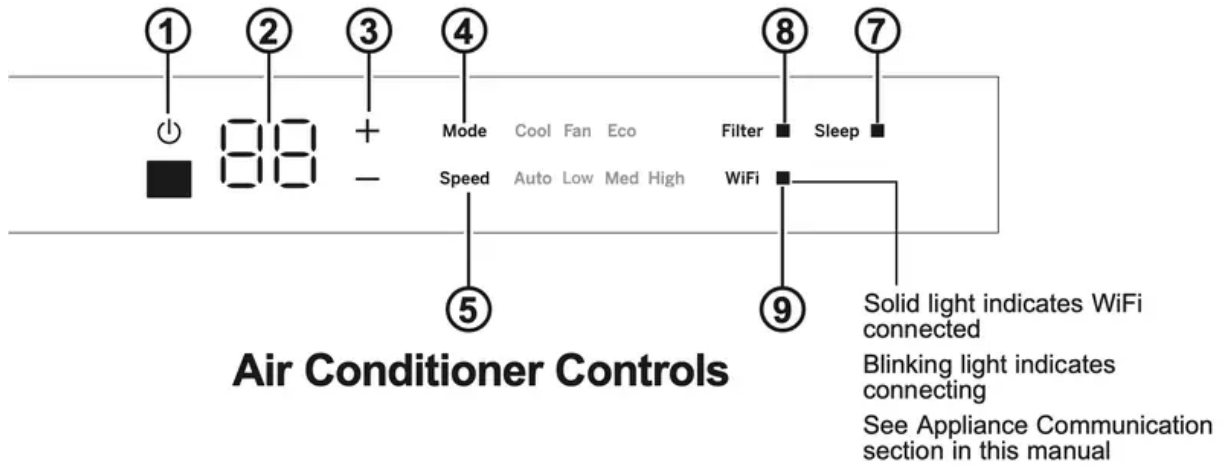 1 2 3 4 8 7
88 + Mode Cool Fan Eco Filter Sleep
− Speed Auto Low Med High WiFi
5 9
Solid light indicates WiFi
connected
Air Conditioner Controls
Blinking light indicates
connecting
See Appliance Communication
section in this manual